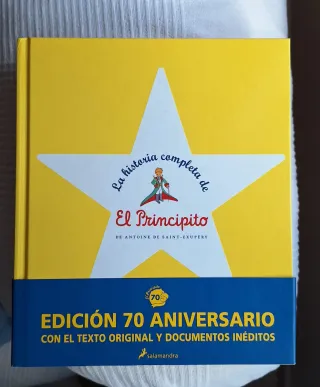 La historia completa de
El Principito
DE ANTOINE DE SAINT-EXUPÉRY
70
EDICIÓN 70 ANIVERSARIO
CON EL TEXTO ORIGINAL Y DOCUMENTOS INÉDITOS
salamandra